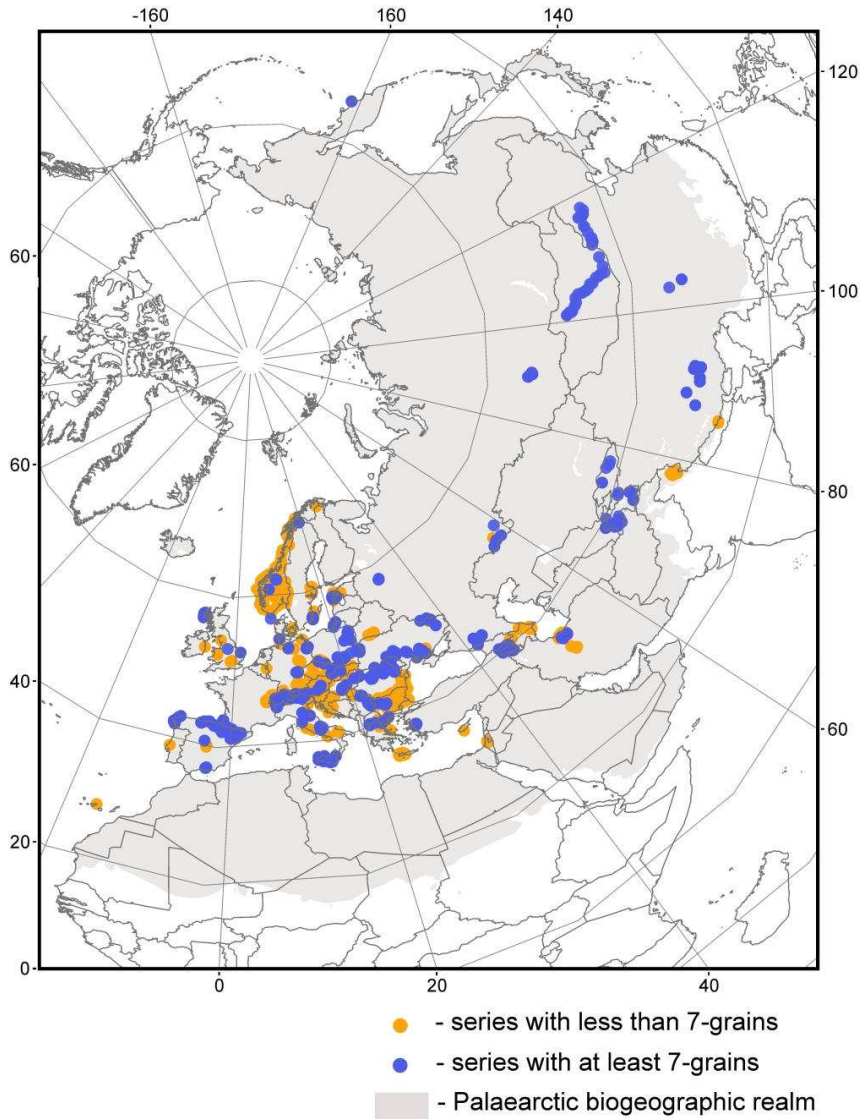 -160 160 140
120
60
100
60
80
40
60
20
0
0 20 40
- series with less than 7-grains
- series with at least 7-grains
- Palaearctic biogeographic realm